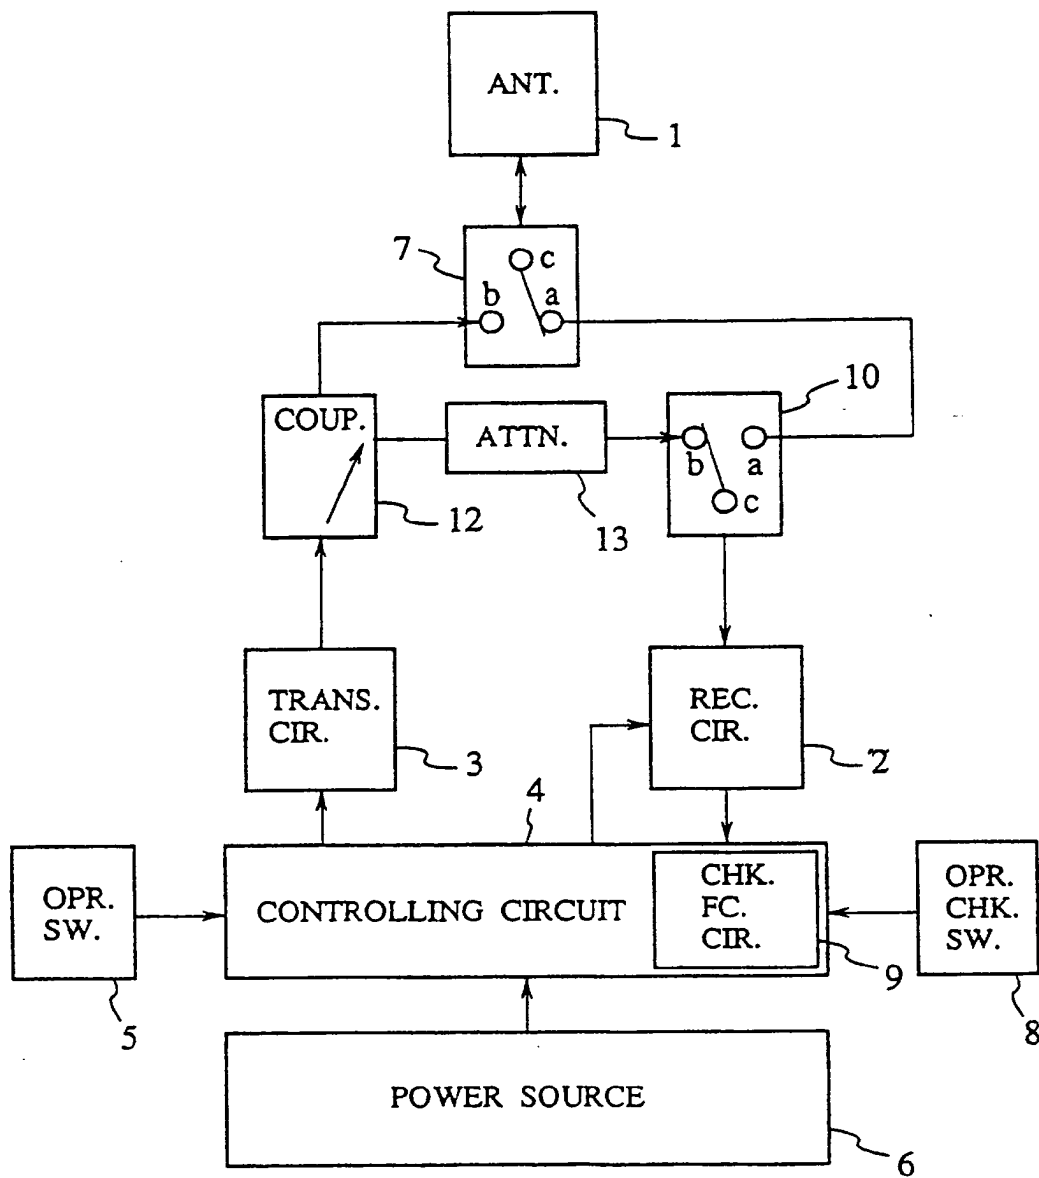 ANT.
1
7
c
b
a
10
COUP.
ATTN.
b
a
c
12
13
TRANS.
CIR.
REC.
CIR.
3
2
4
OPR.
SW.
CONTROLLING CIRCUIT
CHK.
FC.
CIR.
OPR.
CHK.
SW.
5
9
8
POWER SOURCE
6